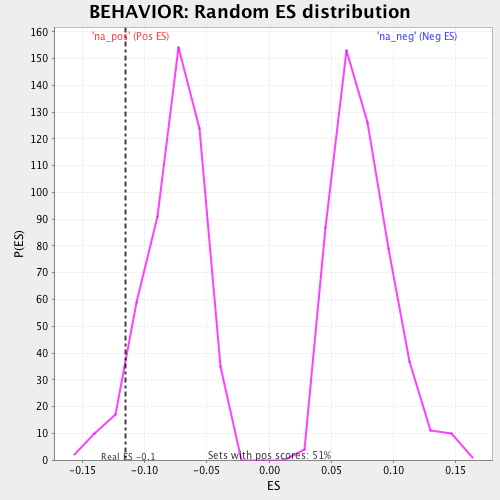 BEHAVIOR: Random ES distribution
'na_pos' (Pos ES)
'na_neg' (Neg ES)
160
150
140
130
120
110
100
90
80
70
60
50
40
30
20
10
0
P(ES)
Real ES -0.1
Sets with pos scores: 51%
-0.15 -0.10 -0.05 0.00 0.05 0.10 0.15
ES